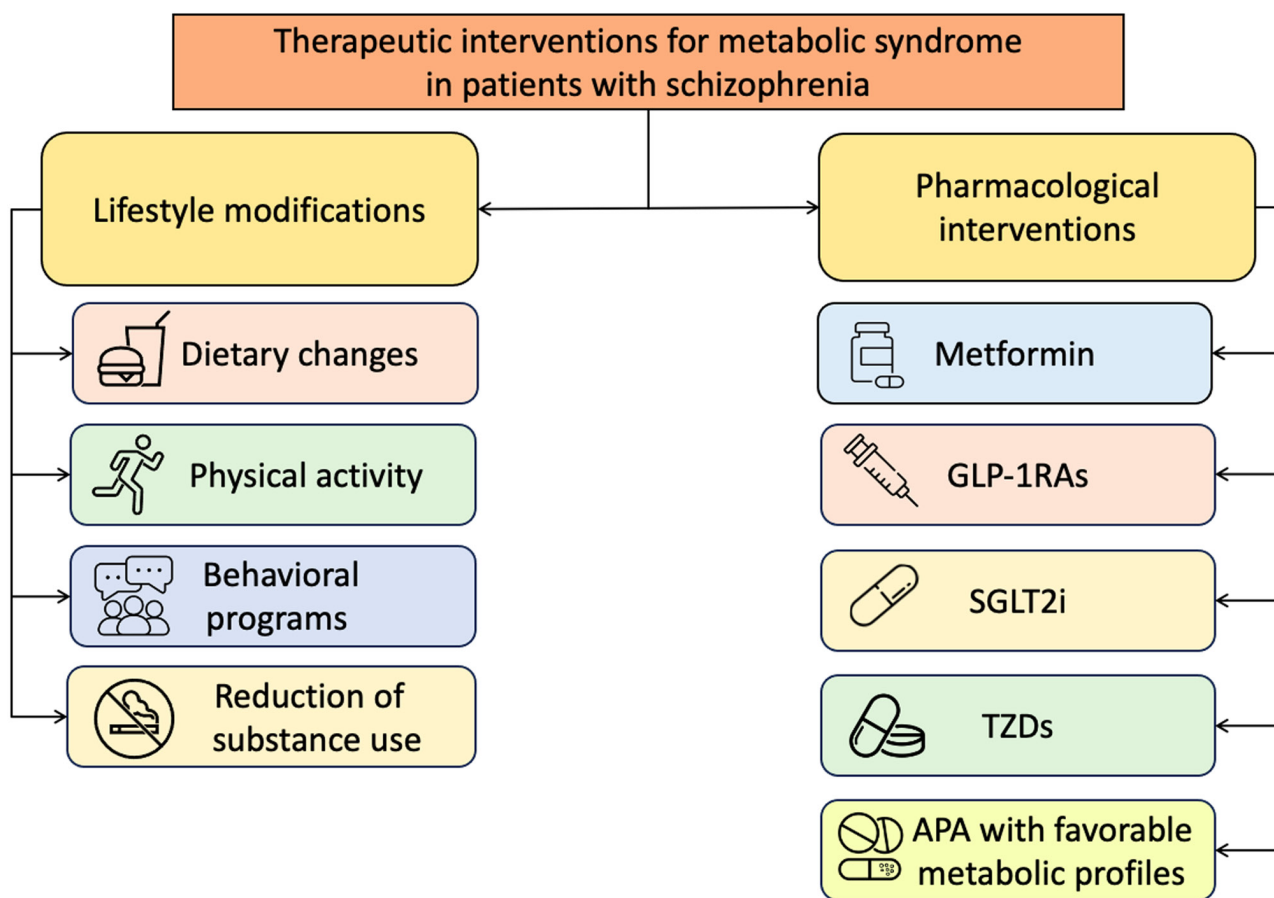 Therapeutic interventions for metabolic syndrome
in patients with schizophrenia
Lifestyle modifications
Dietary changes
Physical activity
Behavioral
programs
Reduction of
substance use
Pharmacological
interventions
Metformin
GLP-1RAs
SGLT2i
TZDs
APA with favorable
metabolic profiles